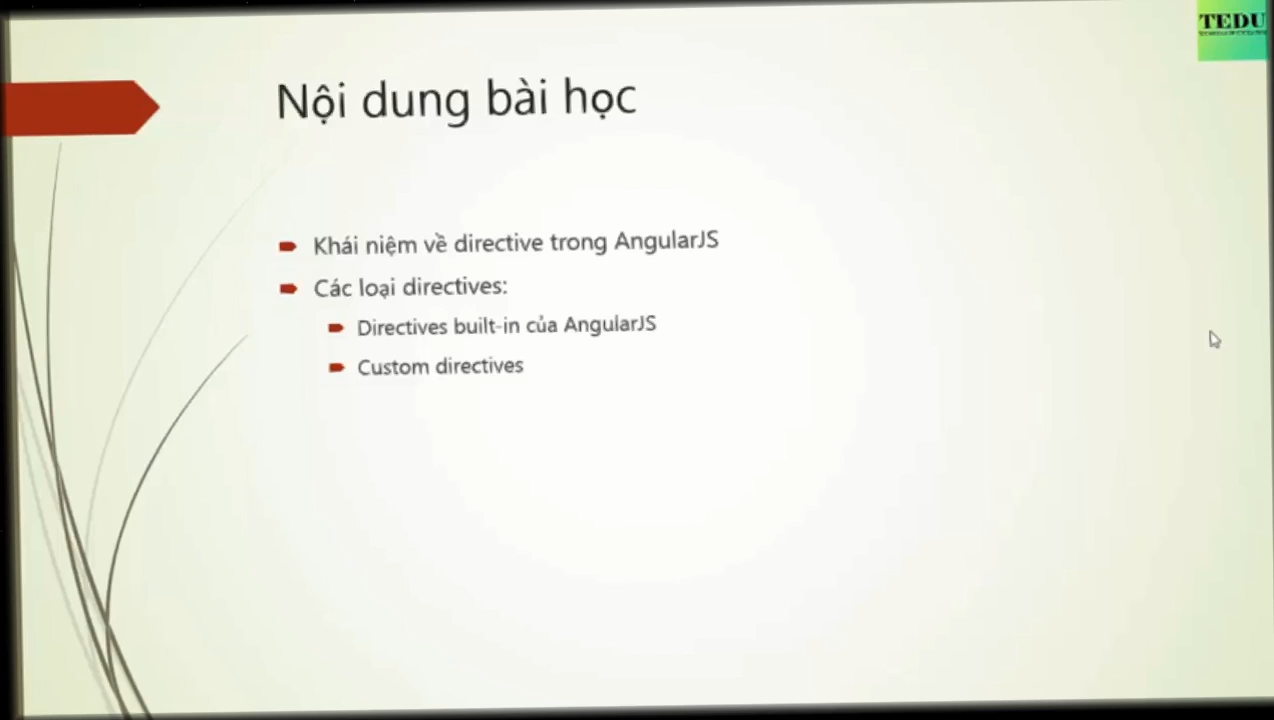 TEDU
Nội dung bài học
Khái niệm về directive trong AngularJS
Các loại directives:
Directives built-in của AngularJS
Custom directives